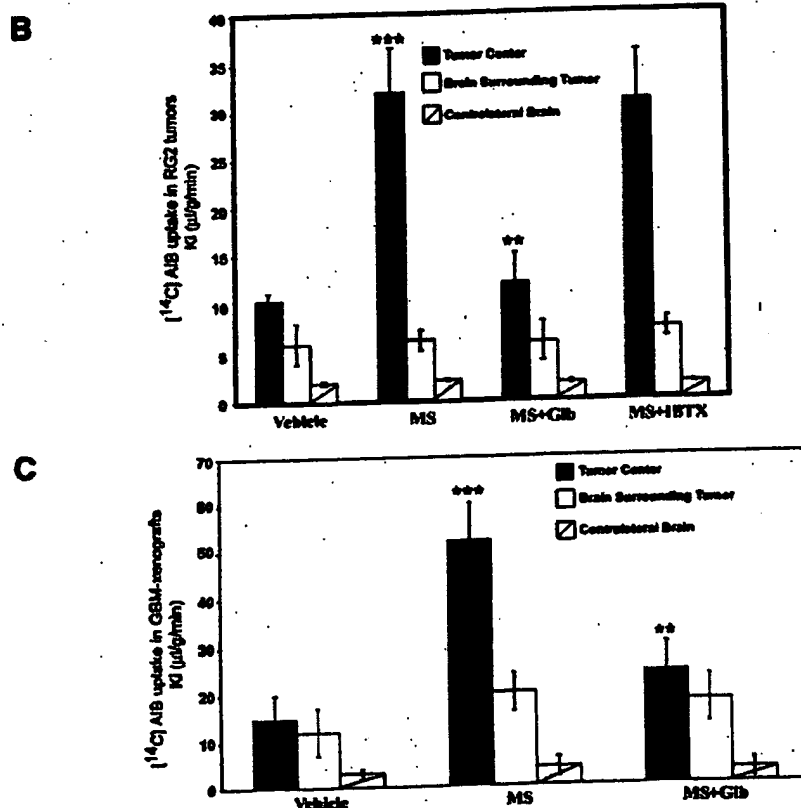 B
[14C] AIB uptake in RG2 tumors
Ki (µl/g/min)
40
35
30
25
20
15
10
5
0
***
**
Tumor Center
Brain Surrounding Tumor
Contralateral Brain
Vehicle
MS
MS+Glb
MS+IBTX
C
[14C] AIB uptake in GBM-xenografts
Ki (µl/g/min)
70
60
50
40
30
20
10
0
***
**
Tumor Center
Brain Surrounding Tumor
Contralateral Brain
Vehicle
MS
MS+Glb